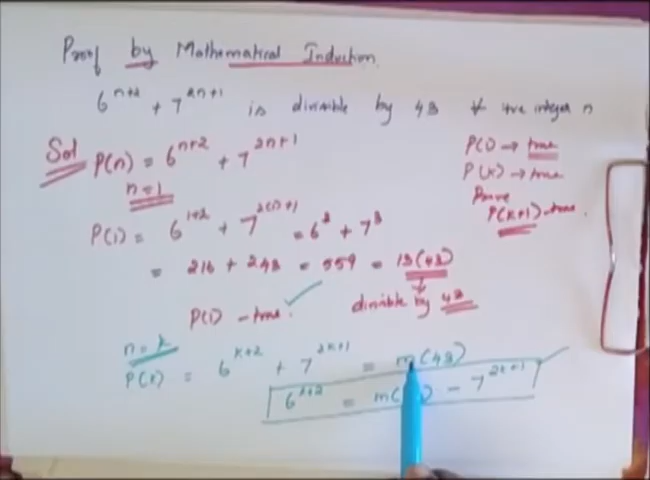 Proof by Mathematical Induction.
6^{n+2} + 7^{2n+1} is divisible by 43 ∀ +ve integer n
Sol P(n) = 6^{n+2} + 7^{2n+1}
n=1
P(1) → true
P(k) → true
Prove
P(k+1) - true.
P(1) = 6^{1+2} + 7^{2(1)+1} = 6^3 + 7^3
= 216 + 343 = 559 = 13(43)
divisible by 43
P(1) - true.
n=k
P(k) = 6^{k+2} + 7^{2k+1} = m(43)
6^{k+2} = m( ) - 7^{2k+1}